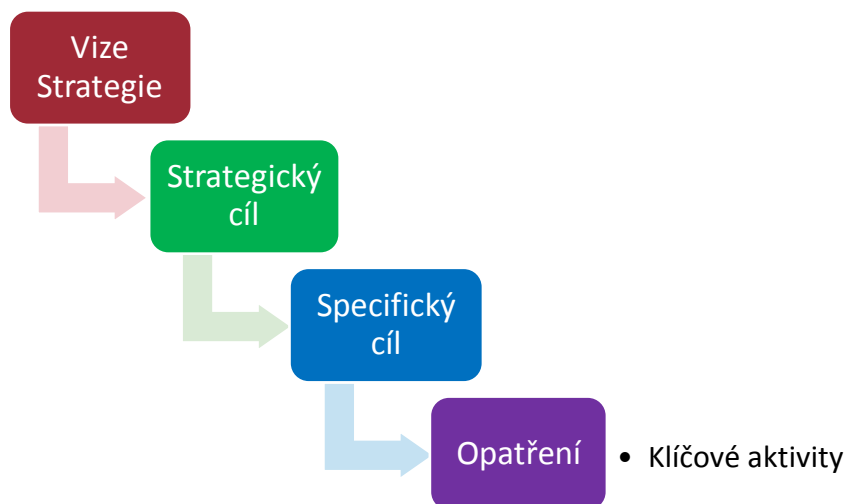 Vize
Strategie
Strategický
cíl
Specifický
cíl
Opatření
• Klíčové aktivity